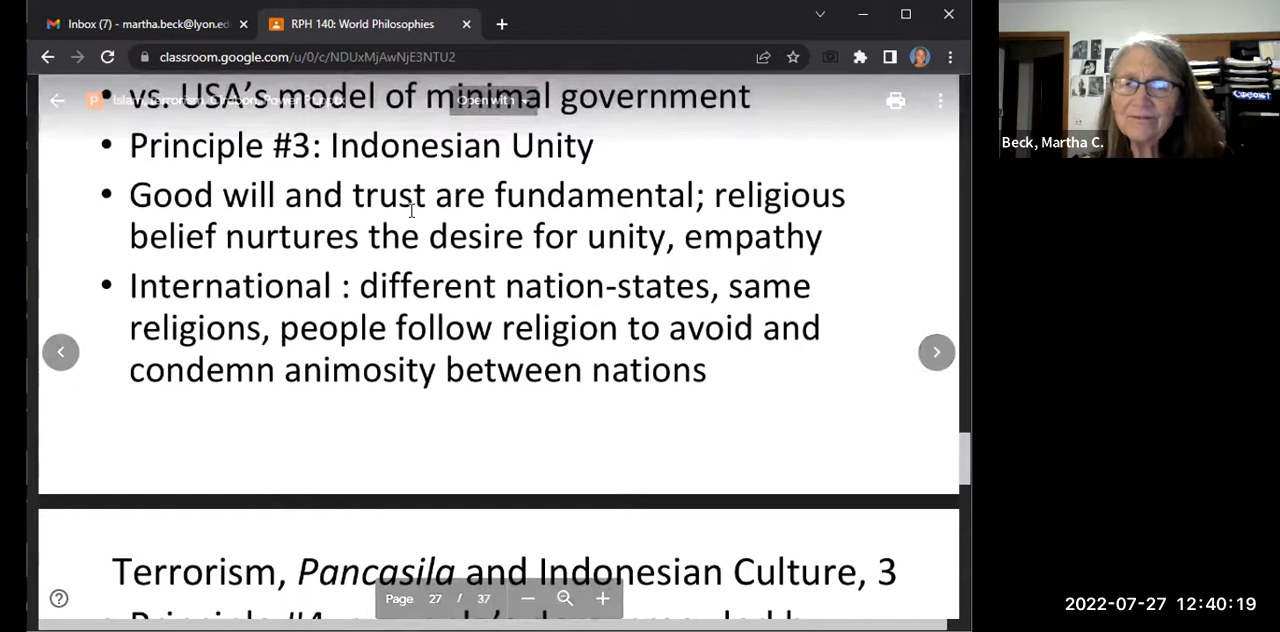 Inbox (7) - martha.beck@lyon.ed
RPH 140: World Philosophies
classroom.google.com/u/0/c/NDUxMjAwNjE3NTU2
Open with
• vs. USA's model of minimal government
• Principle #3: Indonesian Unity
• Good will and trust are fundamental; religious
belief nurtures the desire for unity, empathy
• International : different nation-states, same
religions, people follow religion to avoid and
condemn animosity between nations
Terrorism, Pancasila and Indonesian Culture, 3
Page 27 / 37
Beck, Martha C.
2022-07-27 12:40:19